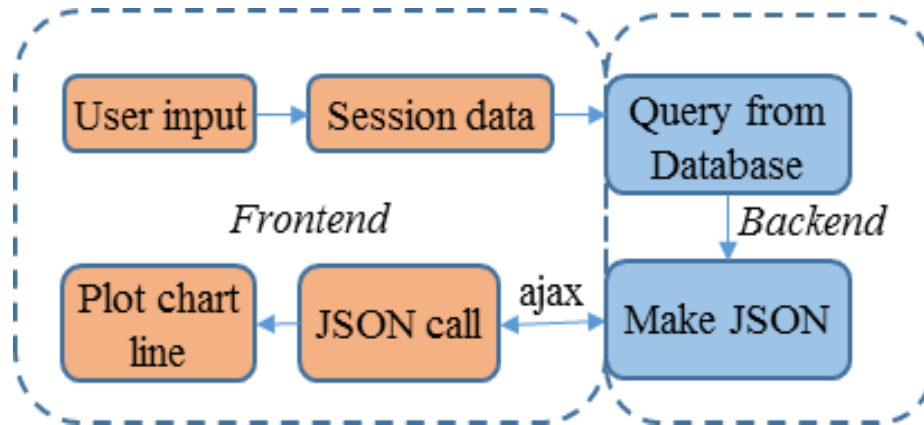 User input
Session data
Query from
Database
Frontend
Backend
Plot chart
line
JSON call
ajax
Make JSON